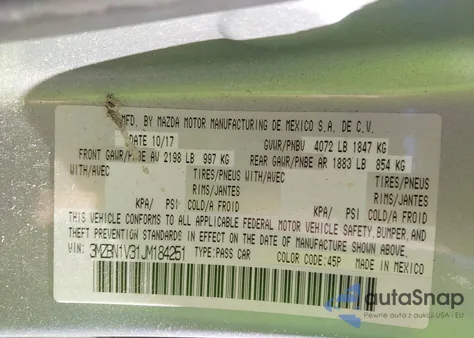 MFD. BY MAZDA MOTOR MANUFACTURING DE MEXICO S.A. DE C.V.
DATE 10/17 GVWR/PNBV 4072 LB 1847 KG
FRONT GAWR/ AV 2198 LB 997 KG REAR GAWR/PNBE AR 1883 LB 854 KG
WITH/AVEC TIRES/PNEUS WITH/AVEC TIRES/PNEUS
RIMS/JANTES RIMS/JANTES
KPA/ PSI COLD/A FROID KPA/ PSI COLD/A FROID
THIS VEHICLE CONFORMS TO ALL APPLICABLE FEDERAL MOTOR VEHICLE SAFETY, BUMPER, AND
THEFT PREVENTION STANDARDS IN EFFECT ON THE DATE OF MANUFACTURE SHOWN ABOVE.
VIN: 3MZBN1V31JM184251 TYPE: PASS CAR COLOR CODE: 45P MADE IN MEXICO
autaSnap
Pewne auta z aukcji USA i EU